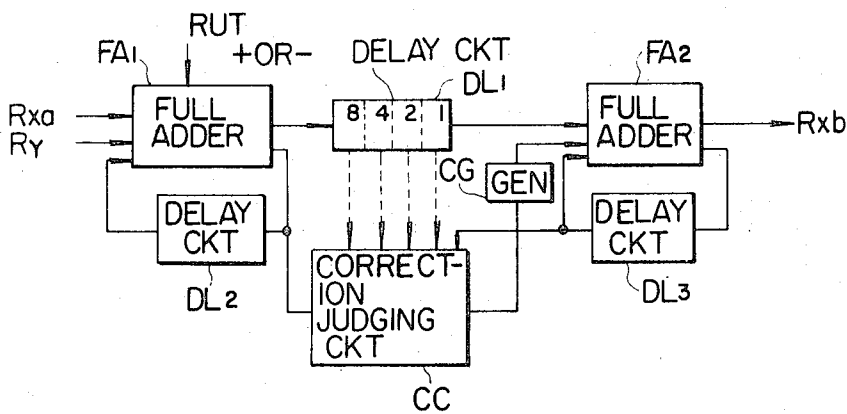 RUT
+OR-
FA1
DELAY CKT
DL1
FA2
Rxa
RY
FULL
ADDER
8 4 2 1
FULL
ADDER
Rxb
CG
GEN
DELAY
CKT
DL2
CORRECT-
ION
JUDGING
CKT
DELAY
CKT
DL3
CC